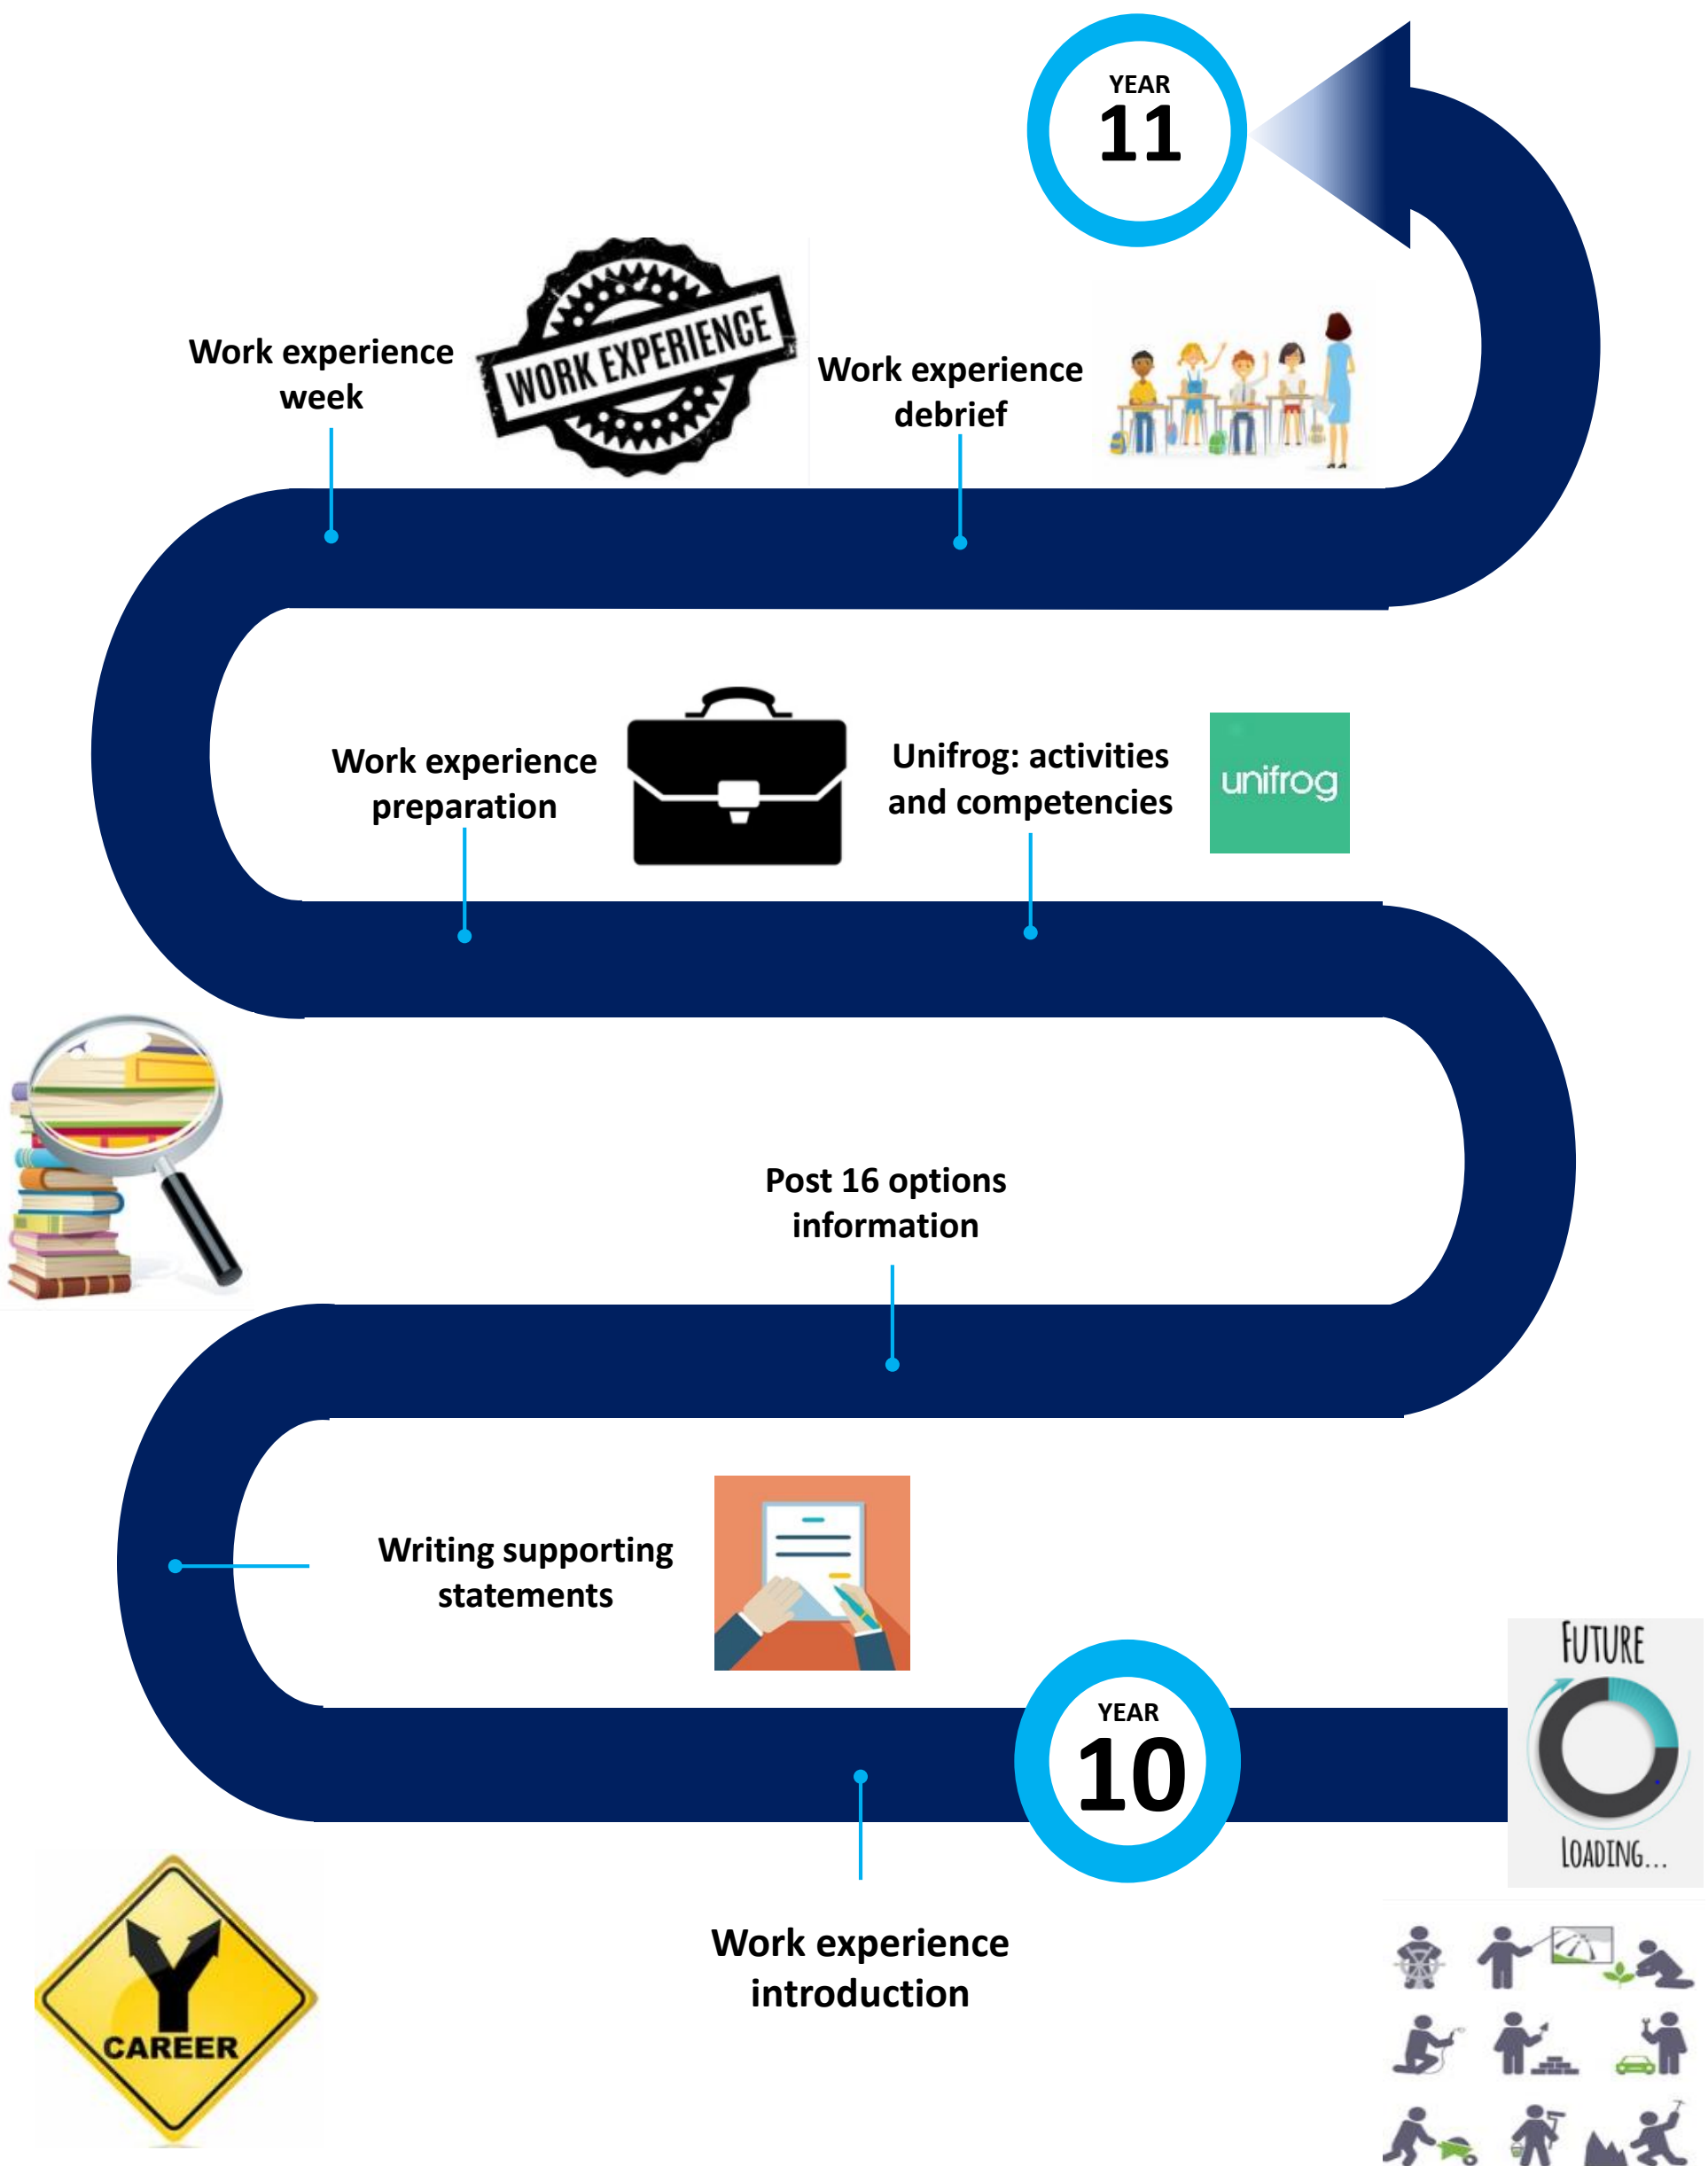 YEAR
11
WORK EXPERIENCE
Work experience
week
Work experience
debrief
Work experience
preparation
Unifrog: activities
and competencies
unifrog
Post 16 options
information
Writing supporting
statements
FUTURE
LOADING...
YEAR
10
Work experience
introduction
CAREER